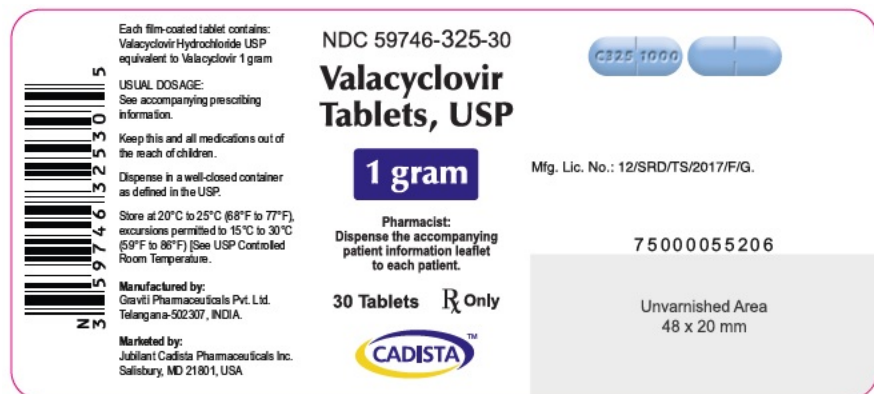 Each film-coated tablet contains:
Valacyclovir Hydrochloride USP
equivalent to Valacyclovir 1 gram
USUAL DOSAGE:
See accompanying prescribing
information.
Keep this and all medications out of
the reach of children.
Dispense in a well-closed container
as defined in the USP.
Store at 20°C to 25°C (68°F to 77°F),
excursions permitted to 15°C to 30°C
(59°F to 86°F) [See USP Controlled
Room Temperature.
Manufactured by:
Graviti Pharmaceuticals Pvt. Ltd.
Telangana-502307, INDIA.
Marketed by:
Jubilant Cadista Pharmaceuticals Inc.
Salisbury, MD 21801, USA
N
3 59746 32530 5
NDC 59746-325-30
Valacyclovir
Tablets, USP
1 gram
Pharmacist:
Dispense the accompanying
patient information leaflet
to each patient.
30 Tablets ℞ Only
CADISTA™
C325 1000
Mfg. Lic. No.: 12/SRD/TS/2017/F/G.
75000055206
Unvarnished Area
48 x 20 mm